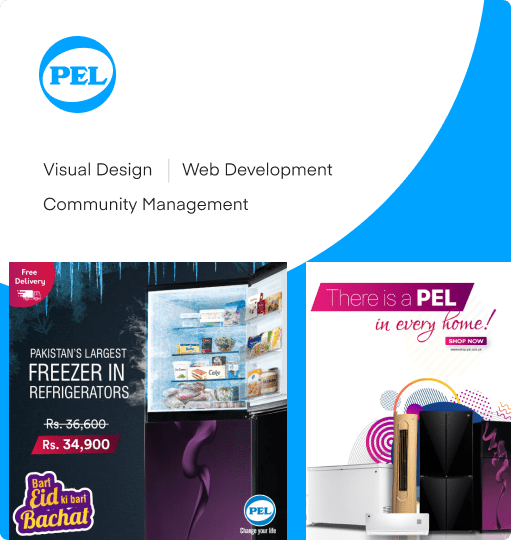 PEL
Visual Design
Web Development
Community Management
Free
Delivery
PAKISTAN'S LARGEST
FREEZER IN
REFRIGERATORS
Rs. 36,600
Rs. 34,900
Bari
Eid ki bari
Bachat
Cake
PEL
Change your life
There is a PEL
in every home!
SHOP NOW